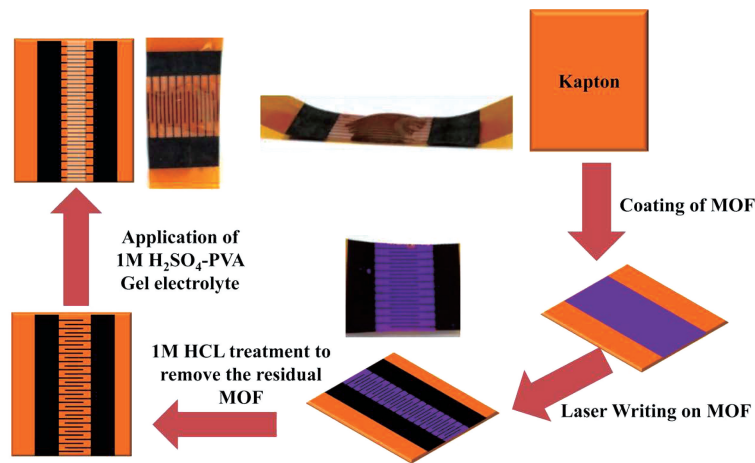 Kapton
Coating of MOF
Laser Writing on MOF
1M HCL treatment to
remove the residual
MOF
Application of
1M H₂SO₄-PVA
Gel electrolyte